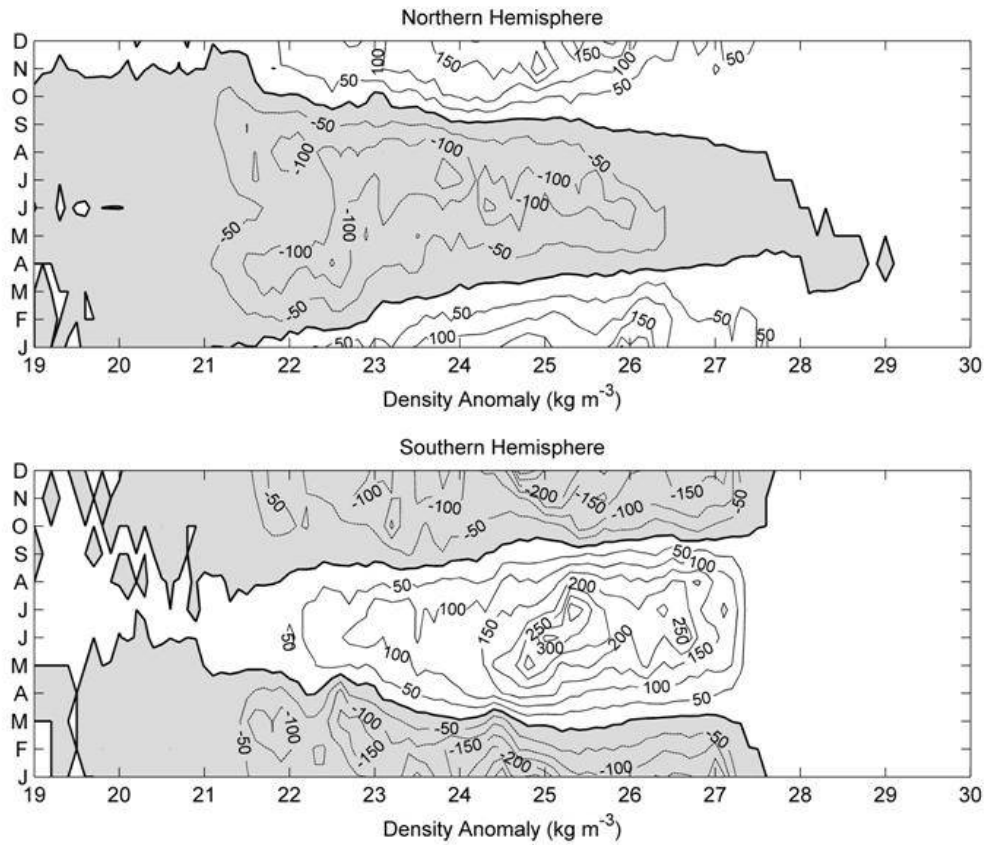 Northern Hemisphere
D
N
O
S
A
J
J
M
A
M
F
J
100
150
150
100
50
50
50
-50
-100
-100
-50
-100
-100
-50
-100
-100
-50
-50
50
150
50
50
100
50
19 20 21 22 23 24 25 26 27 28 29 30
Density Anomaly (kg m⁻³)
Southern Hemisphere
D
N
O
S
A
J
J
M
A
M
F
J
-50
-100
-100
-200
-150
-150
-100
-50
-50
50
100
50
200
100
150
250
300
200
250
-50
100
150
100
50
50
-50
-100
-100
-150
-50
-150
-200
-100
-50
19 20 21 22 23 24 25 26 27 28 29 30
Density Anomaly (kg m⁻³)